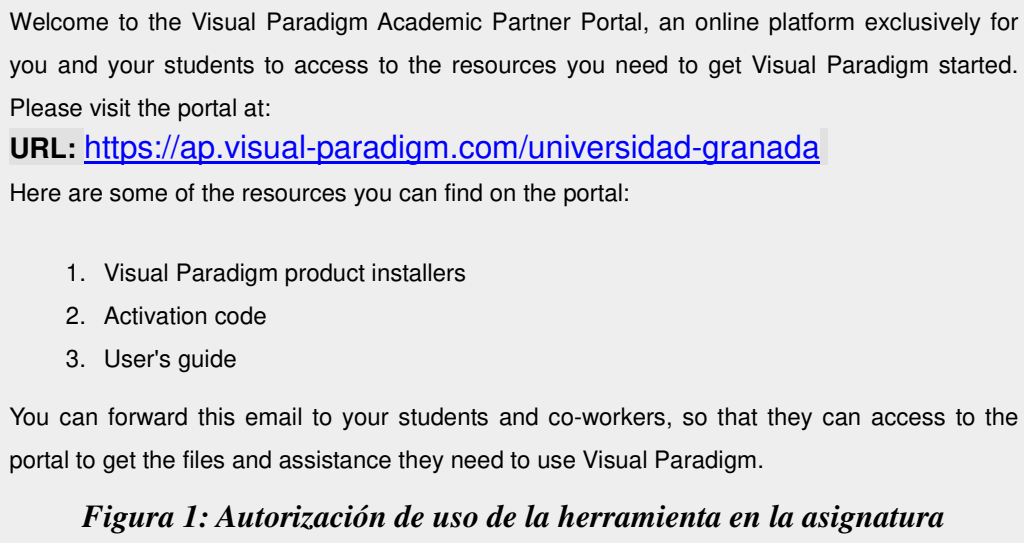 Welcome to the Visual Paradigm Academic Partner Portal, an online platform exclusively for
you and your students to access to the resources you need to get Visual Paradigm started.
Please visit the portal at:
URL: https://ap.visual-paradigm.com/universidad-granada
Here are some of the resources you can find on the portal:
1. Visual Paradigm product installers
2. Activation code
3. User's guide
You can forward this email to your students and co-workers, so that they can access to the
portal to get the files and assistance they need to use Visual Paradigm.
Figura 1: Autorización de uso de la herramienta en la asignatura